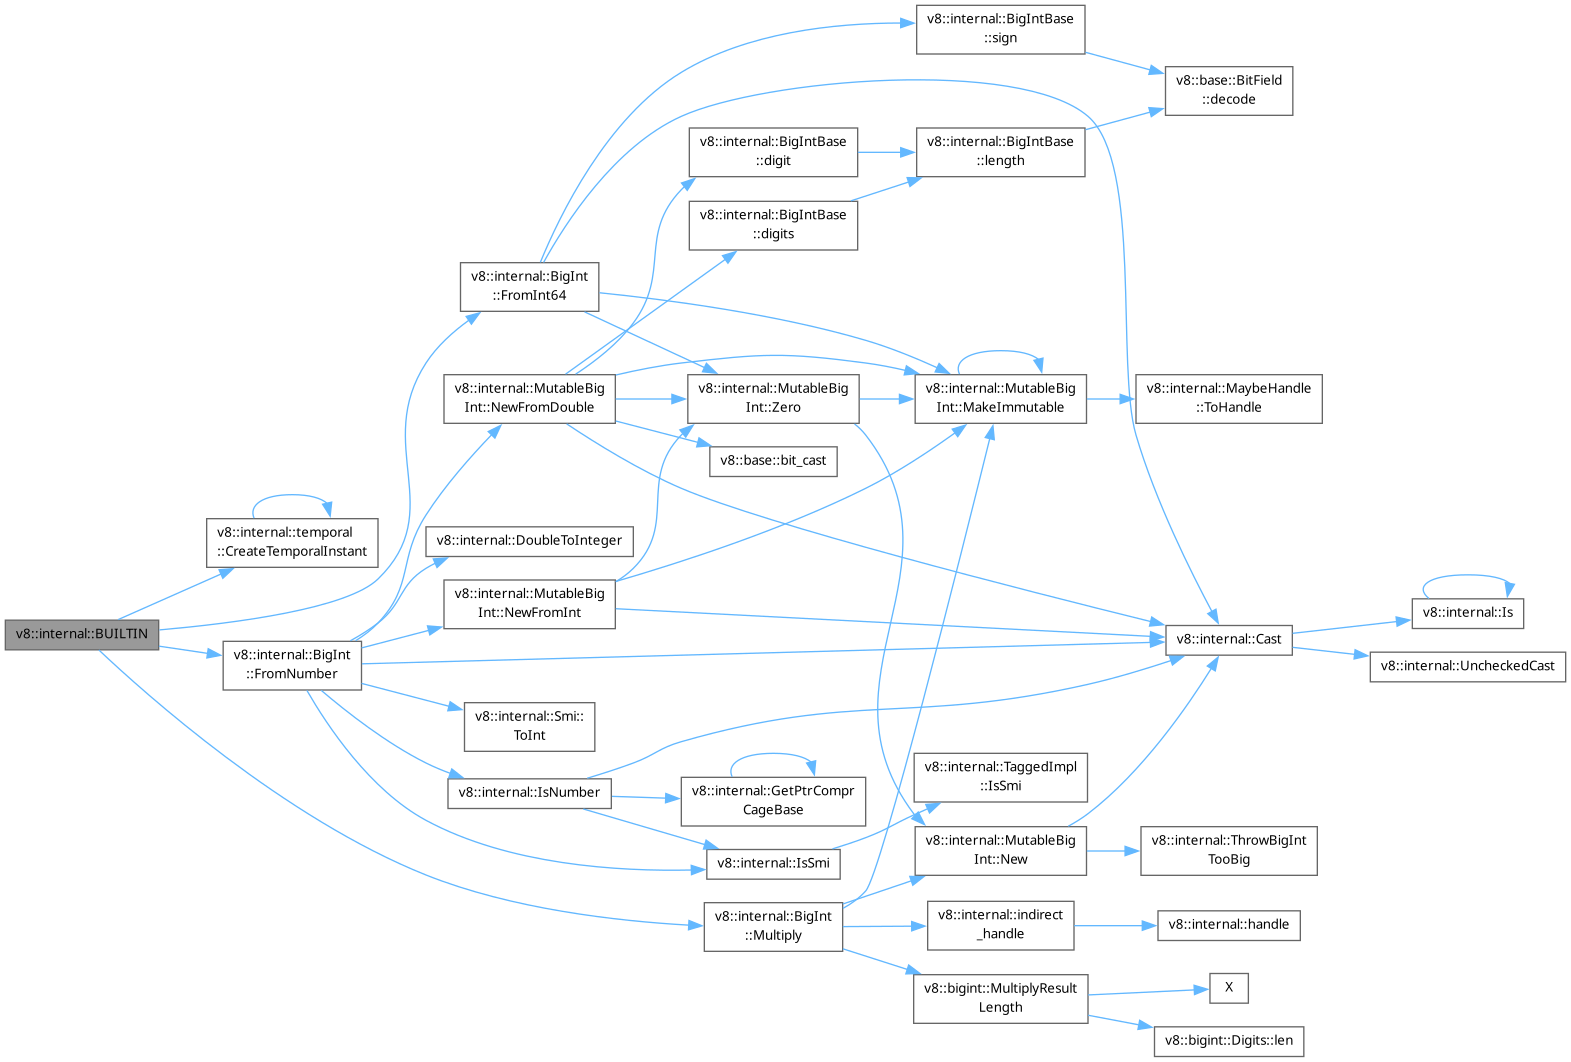 v8::internal::BigIntBase
::sign
v8::base::BitField
::decode
v8::internal::BigIntBase
::digit
v8::internal::BigIntBase
::length
v8::internal::BigIntBase
::digits
v8::internal::BigInt
::FromInt64
v8::internal::MutableBig
Int::NewFromDouble
v8::internal::MutableBig
Int::Zero
v8::internal::MutableBig
Int::MakeImmutable
v8::internal::MaybeHandle
::ToHandle
v8::base::bit_cast
v8::internal::temporal
::CreateTemporalInstant
v8::internal::DoubleToInteger
v8::internal::MutableBig
Int::NewFromInt
v8::internal::BUILTIN
v8::internal::BigInt
::FromNumber
v8::internal::Cast
v8::internal::Is
v8::internal::UncheckedCast
v8::internal::Smi::
ToInt
v8::internal::IsNumber
v8::internal::GetPtrCompr
CageBase
v8::internal::TaggedImpl
::IsSmi
v8::internal::IsSmi
v8::internal::MutableBig
Int::New
v8::internal::ThrowBigInt
TooBig
v8::internal::BigInt
::Multiply
v8::internal::indirect
_handle
v8::internal::handle
v8::bigint::MultiplyResult
Length
X
v8::bigint::Digits::len